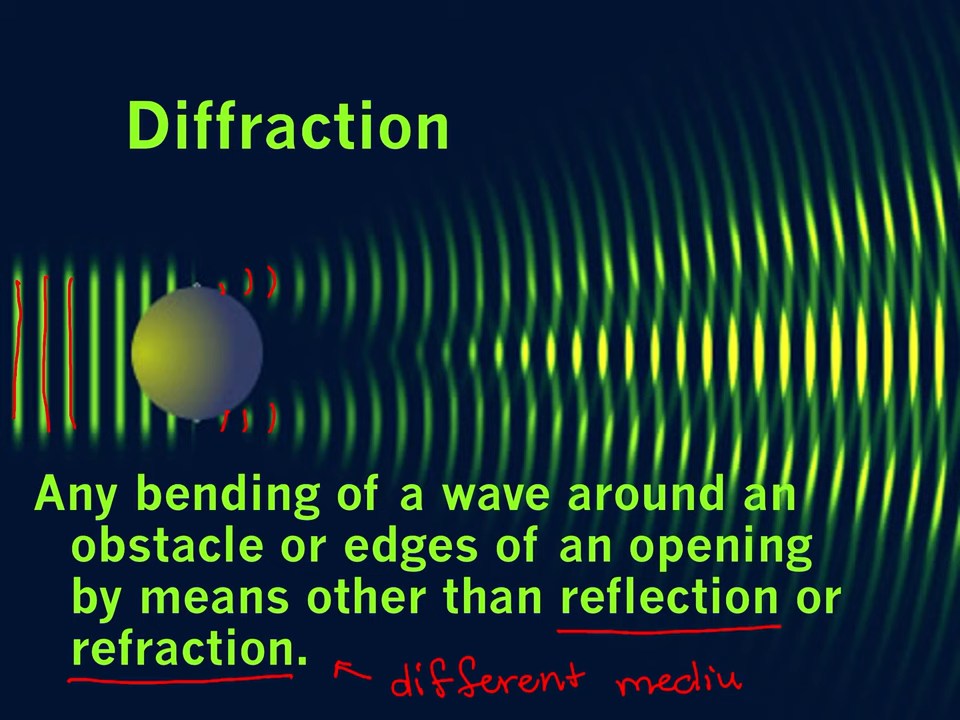 Diffraction
Any bending of a wave around an
obstacle or edges of an opening
by means other than reflection or
refraction.
different mediu